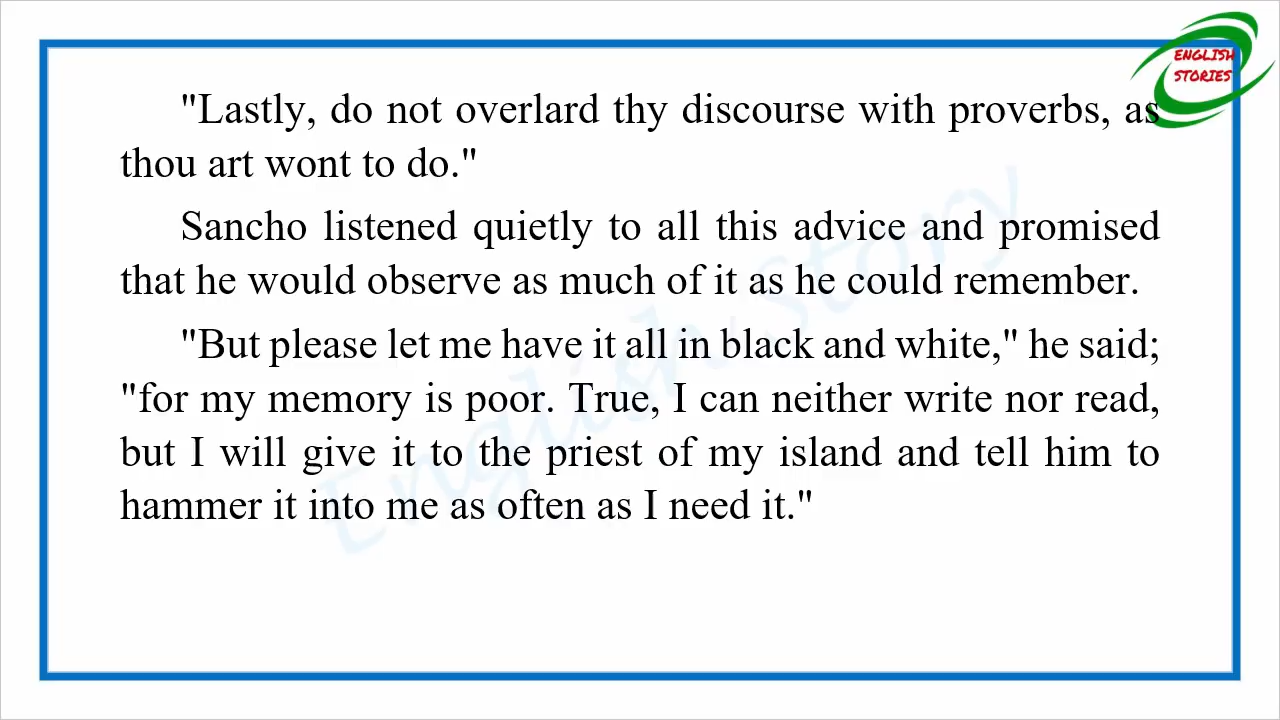 ENGLISH
STORIES
"Lastly, do not overlard thy discourse with proverbs, as
thou art wont to do."
Sancho listened quietly to all this advice and promised
that he would observe as much of it as he could remember.
"But please let me have it all in black and white," he said;
"for my memory is poor. True, I can neither write nor read,
but I will give it to the priest of my island and tell him to
hammer it into me as often as I need it."
English Story